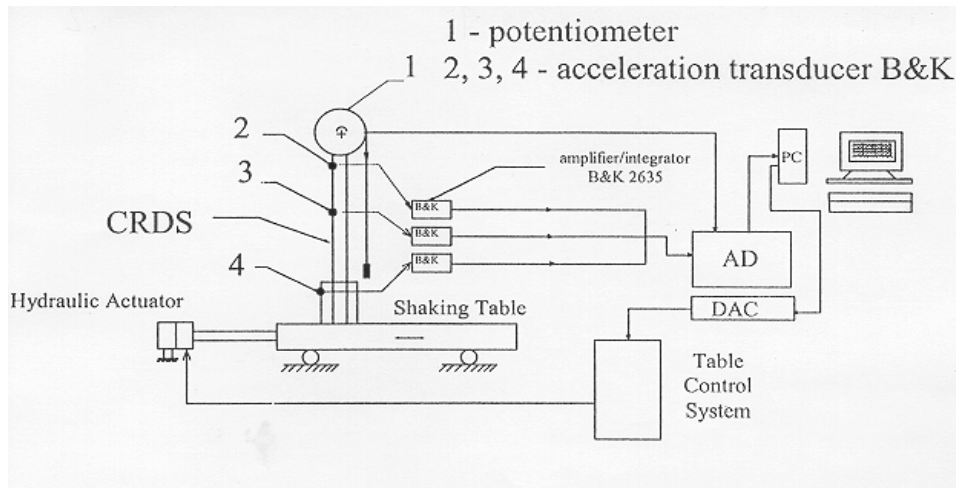 1 - potentiometer
2, 3, 4 - acceleration transducer B&K
1
2
3
CRDS
4
amplifier/integrator
B&K 2635
B&K
B&K
B&K
PC
AD
DAC
Hydraulic Actuator
Shaking Table
Table
Control
System